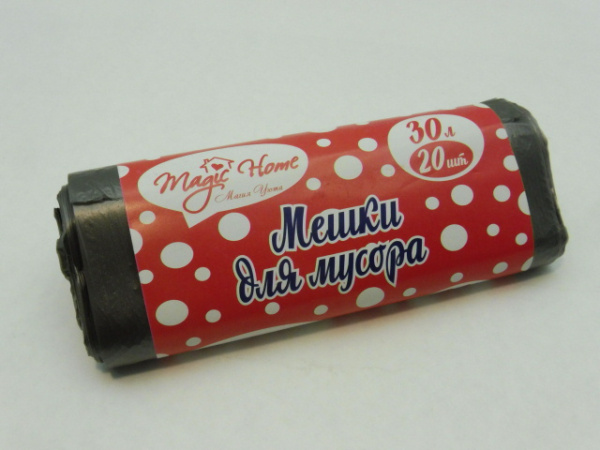 Magic Home
Магия Уюта
30 л
20 шт.
Мешки
для мусора